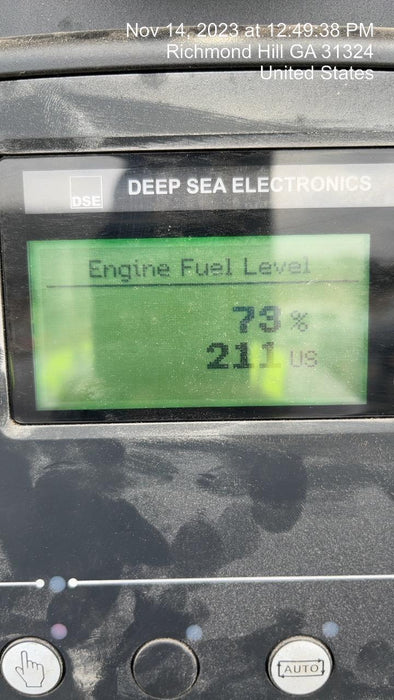 Nov 14, 2023 at 12:49:38 PM
Richmond Hill GA 31324
United States
DSE DEEP SEA ELECTRONICS
Engine Fuel Level
73 %
211 US
AUTO